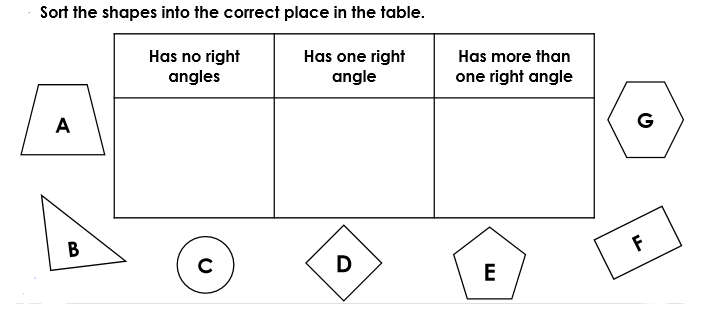 Sort the shapes into the correct place in the table.
Has no right
angles
Has one right
angle
Has more than
one right angle
A
G
B
C
D
E
F